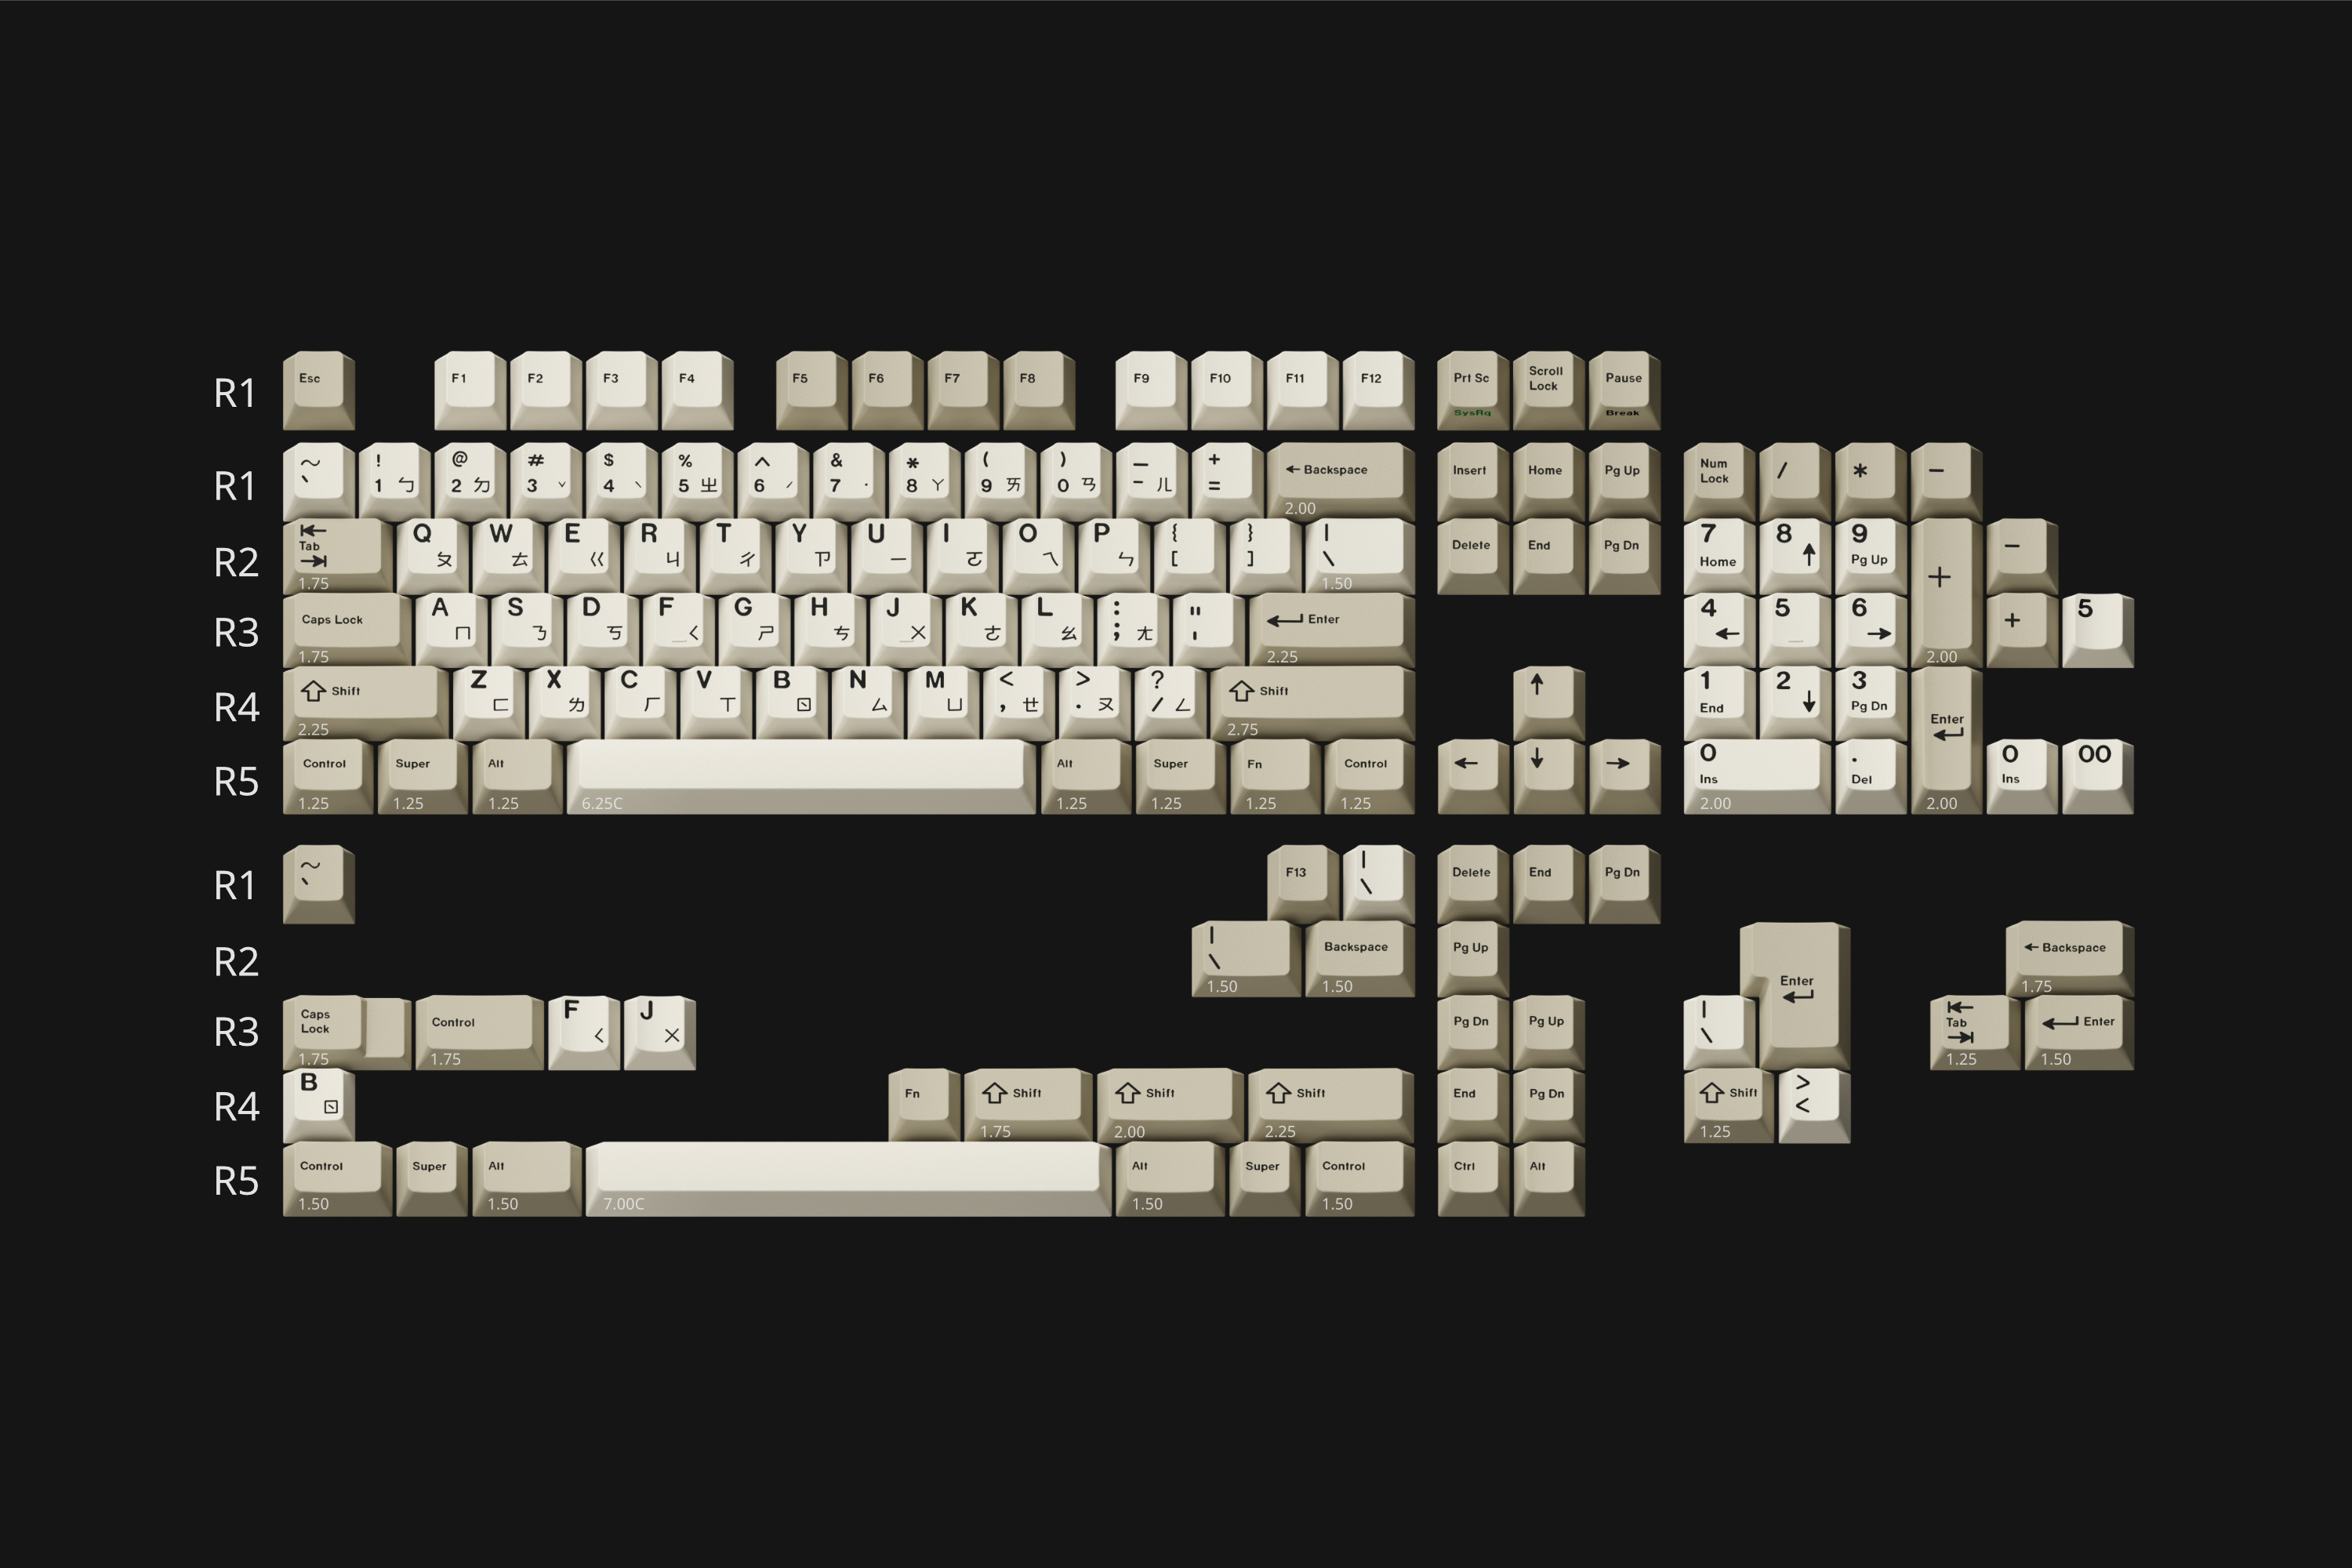 R1 Esc F1 F2 F3 F4 F5 F6 F7 F8 F9 F10 F11 F12 Prt Sc SysRq Scroll Lock Pause Break
R1 ~ ` ! 1 ㄅ @ 2 ㄉ # 3 ˇ $ 4 ˋ % 5 ㄓ ^ 6 ˊ & 7 ˙ * 8 ㄚ ( 9 ㄞ ) 0 ㄢ — - ㄦ + = ← Backspace 2.00 Insert Home Pg Up Num Lock / * −
R2 ⇤ Tab ⇥ 1.75 Q ㄆ W ㄊ E ㄍ R ㄐ T ㄔ Y ㄗ U ㄧ I ㄛ O ㄟ P ㄣ { [ } ] | \ 1.50 Delete End Pg Dn 7 Home 8 ↑ 9 Pg Up + 2.00 −
R3 Caps Lock 1.75 A ㄇ S ㄋ D ㄎ F _ ㄑ G ㄕ H ㄘ J _ ㄨ K ㄜ L ㄠ : ; ㄤ " ' ↵ Enter 2.25 4 ← 5 _ 6 → + 5
R4 ⇧ Shift 2.25 Z ㄈ X ㄌ C ㄏ V ㄒ B ㄖ N ㄙ M ㄩ < , ㄝ > . ㄡ ? / ㄥ ⇧ Shift 2.75 ↑ 1 End 2 ↓ 3 Pg Dn Enter ↵ 2.00
R5 Control 1.25 Super 1.25 Alt 1.25 6.25C Alt 1.25 Super 1.25 Fn 1.25 Control 1.25 ← ↓ → 0 Ins 2.00 . Del 0 Ins 00
R1 ~ ` F13 | \ Delete End Pg Dn
R2 | \ 1.50 Backspace 1.50 Pg Up Enter ↵ ← Backspace 1.75
R3 Caps Lock 1.75 Control 1.75 F ㄑ J ㄨ Pg Dn Pg Up | \ ⇤ Tab ⇥ 1.25 ↵ Enter 1.50
R4 B ㄖ Fn ⇧ Shift 1.75 ⇧ Shift 2.00 ⇧ Shift 2.25 End Pg Dn ⇧ Shift 1.25 > <
R5 Control 1.50 Super Alt 1.50 7.00C Alt 1.50 Super Control 1.50 Ctrl Alt